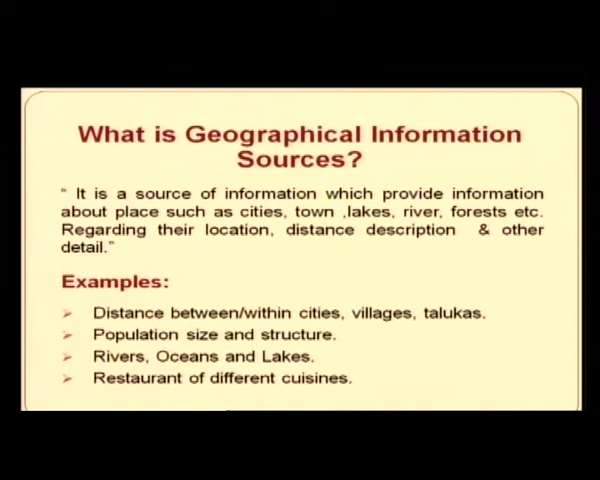 What is Geographical Information
Sources?
" It is a source of information which provide information
about place such as cities, town ,lakes, river, forests etc.
Regarding their location, distance description & other
detail."
Examples:
➢ Distance between/within cities, villages, talukas.
➢ Population size and structure.
➢ Rivers, Oceans and Lakes.
➢ Restaurant of different cuisines.